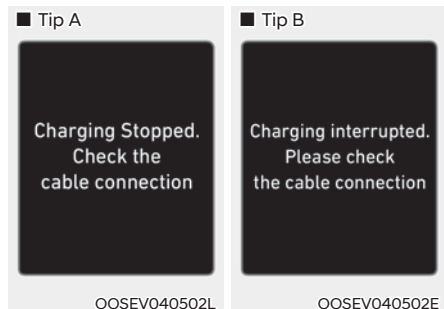 ■ Tip A
Charging Stopped.
Check the
cable connection
OOSEV040502L
■ Tip B
Charging interrupted.
Please check
the cable connection
OOSEV040502E